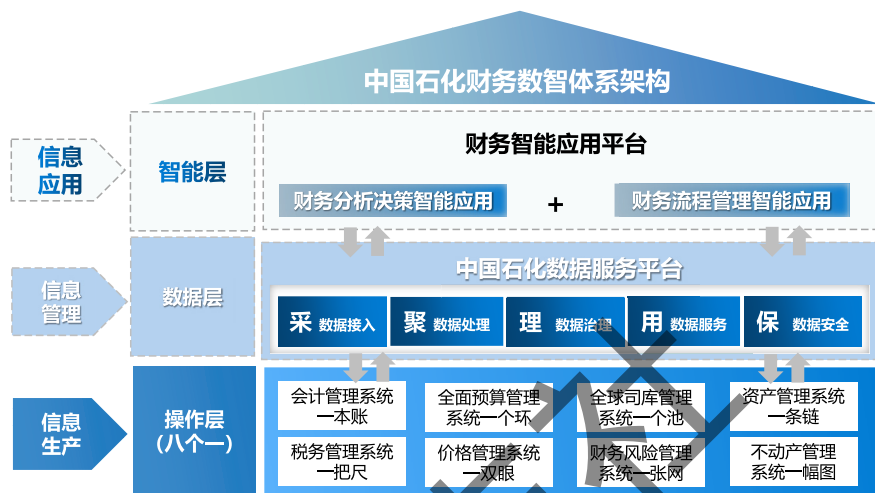 中国石化财务数智体系架构
信息
应用
智能层
财务智能应用平台
财务分析决策智能应用
+
财务流程管理智能应用
信息
管理
数据层
中国石化数据服务平台
采 数据接入
聚 数据处理
理 数据治理
用 数据服务
保 数据安全
信息
生产
操作层
（八个一）
会计管理系统
一本账
全面预算管理
系统一个环
全球司库管理
系统一个池
资产管理系统
一条链
税务管理系统
一把尺
价格管理系统
一双眼
财务风险管理
系统一张网
不动产管理
系统一幅图
社